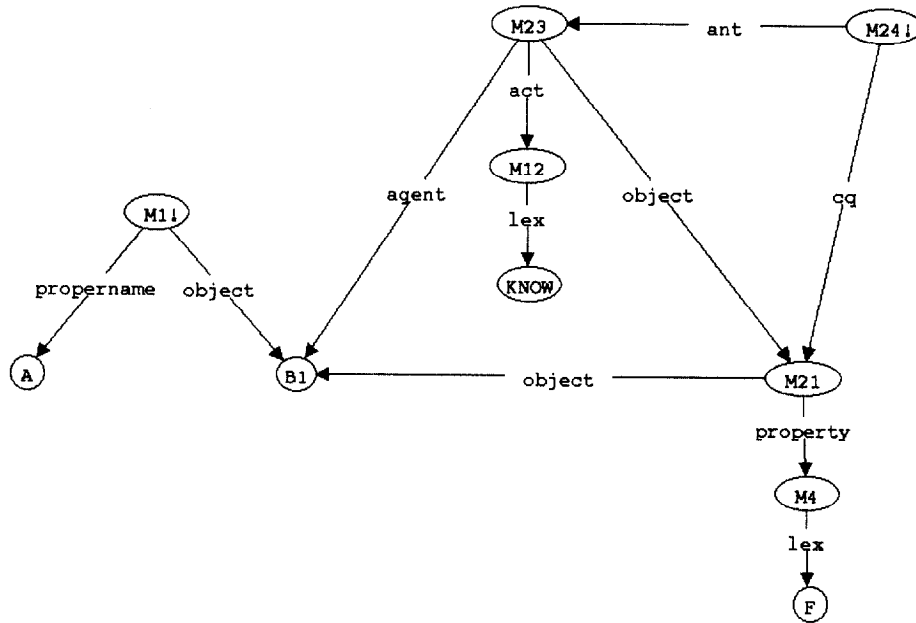 M23
ant
M24!
act
M12
agent
object
cq
M1!
lex
propername
object
KNOW
A
B1
object
M21
property
M4
lex
F